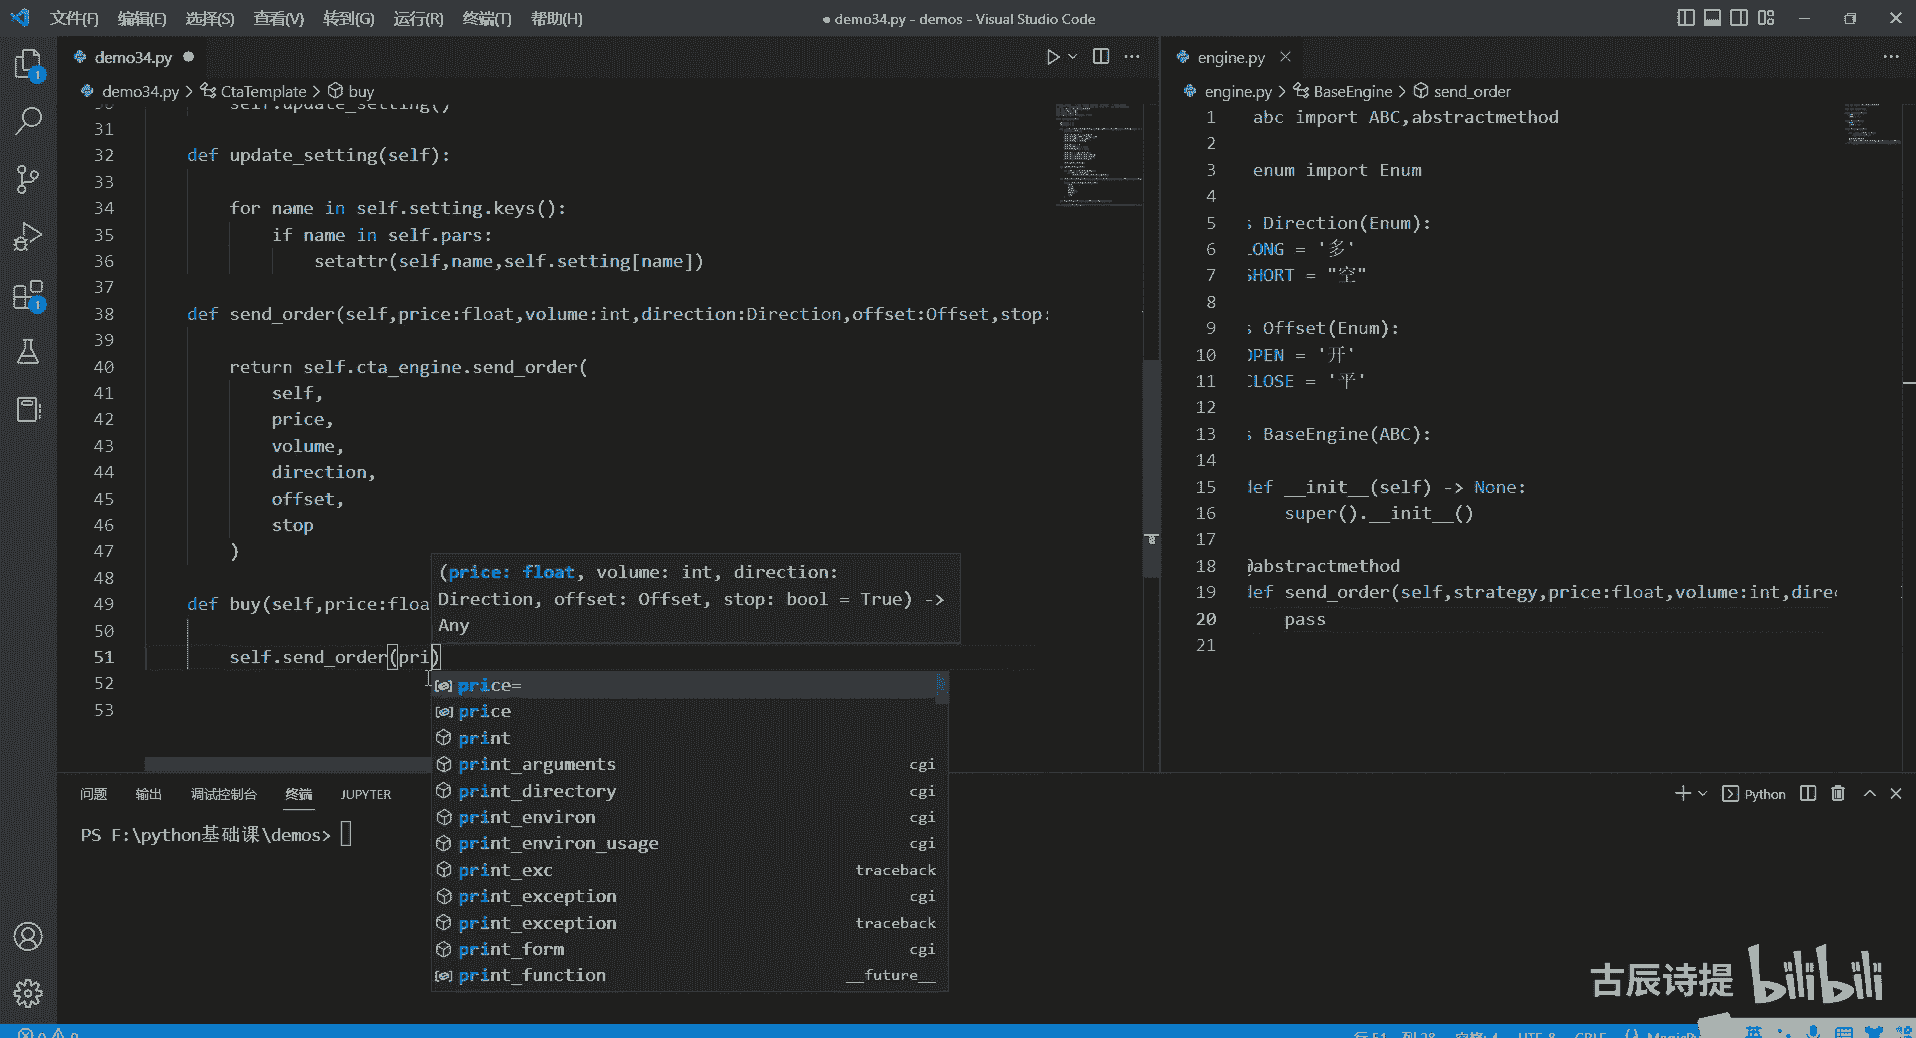 文件(F) 编辑(E) 选择(S) 查看(V) 转到(G) 运行(R) 终端(T) 帮助(H)
● demo34.py - demos - Visual Studio Code
demo34.py ●
demo34.py > CtaTemplate > buy
30 self.update_setting()
31
32 def update_setting(self):
33
34 for name in self.setting.keys():
35 if name in self.pars:
36 setattr(self,name,self.setting[name])
37
38 def send_order(self,price:float,volume:int,direction:Direction,offset:Offset,stop:
39
40 return self.cta_engine.send_order(
41 self,
42 price,
43 volume,
44 direction,
45 offset,
46 stop
47 )
48
49 def buy(self,price:floa
50
51 self.send_order(pri)
52
53
(price: float, volume: int, direction:
Direction, offset: Offset, stop: bool = True) ->
Any
price=
price
print
print_arguments cgi
print_directory cgi
print_environ cgi
print_environ_usage cgi
print_exc traceback
print_exception cgi
print_exception traceback
print_form cgi
print_function __future__
engine.py
engine.py > BaseEngine > send_order
1 abc import ABC,abstractmethod
2
3 enum import Enum
4
5 s Direction(Enum):
6 LONG = '多'
7 SHORT = "空"
8
9 s Offset(Enum):
10 OPEN = '开'
11 CLOSE = '平'
12
13 s BaseEngine(ABC):
14
15 def __init__(self) -> None:
16 super().__init__()
17
18 @abstractmethod
19 def send_order(self,strategy,price:float,volume:int,direc
20 pass
21
问题 输出 调试控制台 终端 JUPYTER
Python
PS F:\python基础课\demos>
古辰诗提 bilibili
1
1
英